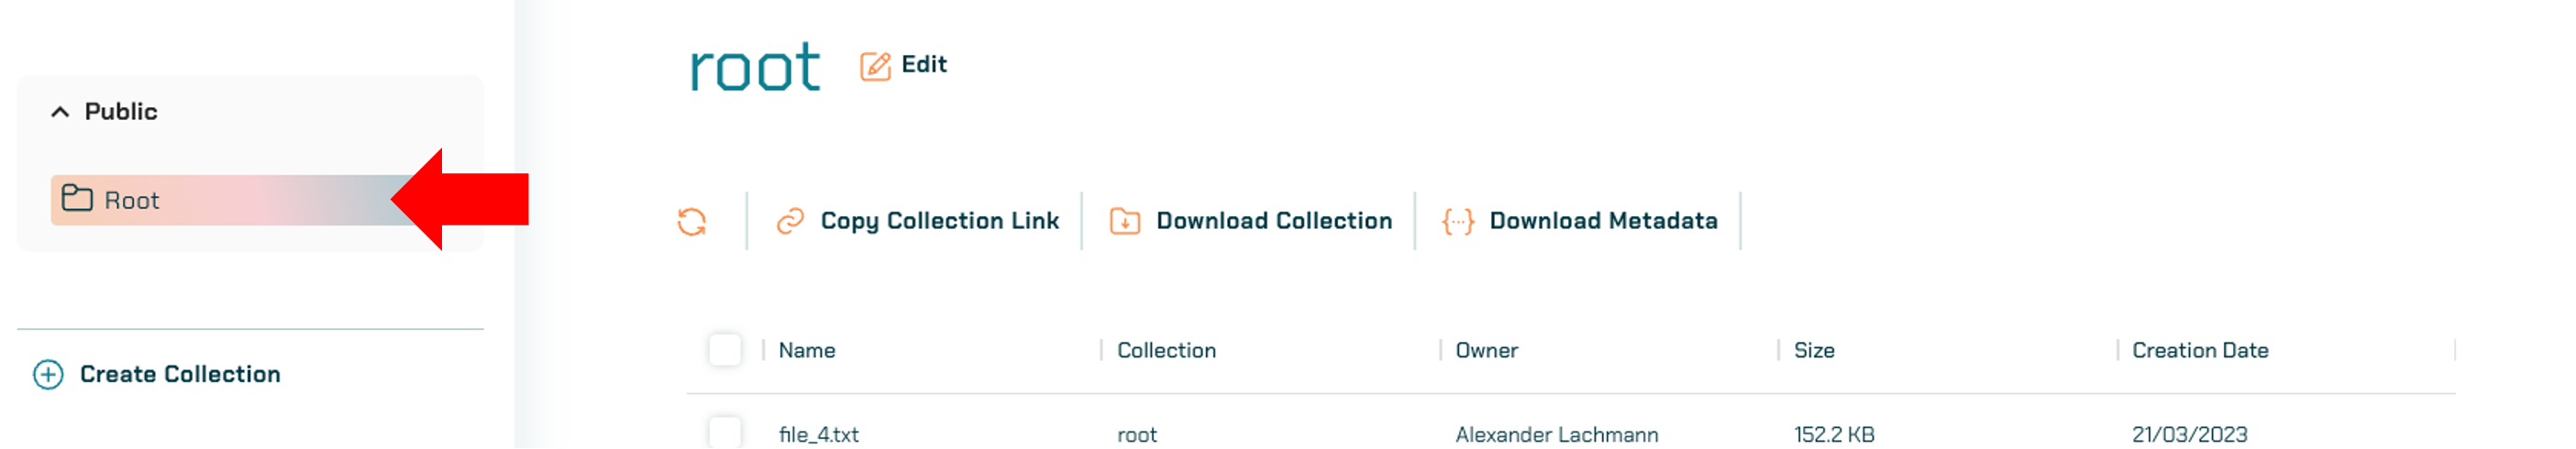 Public
Root
Create Collection
root
Edit
Copy Collection Link
Download Collection
Download Metadata
Name Collection Owner Size Creation Date
file_4.txt root Alexander Lachmann 152.2 KB 21/03/2023